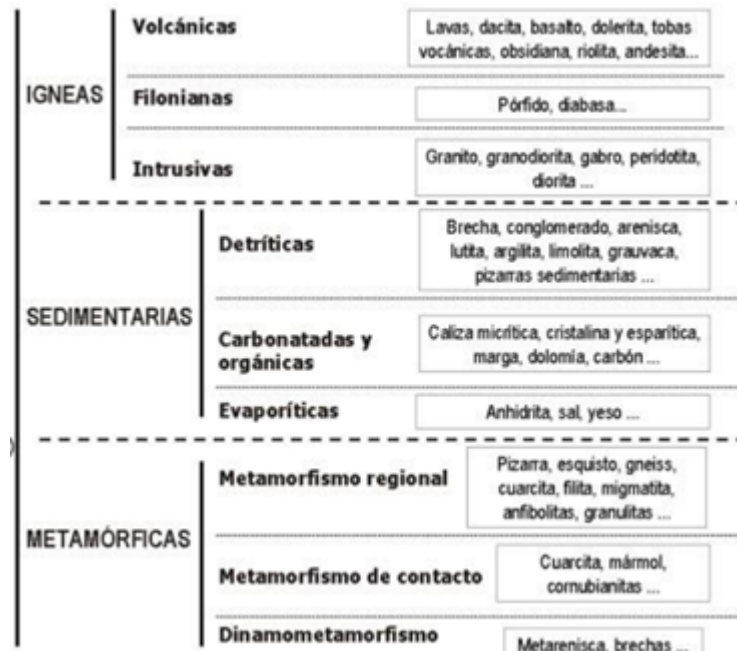 IGNEAS
Volcánicas
Lavas, dacita, basalto, dolerita, tobas
vocánicas, obsidiana, riolita, andesita...
Filonianas
Pórfido, diabasa...
Intrusivas
Granito, granodiorita, gabro, peridotita,
diorita ...
SEDIMENTARIAS
Detríticas
Brecha, conglomerado, arenisca,
lutita, argilita, limolita, grauvaca,
pizarras sedimentarias ...
Carbonatadas y
orgánicas
Caliza micrítica, cristalina y esparítica,
marga, dolomía, carbón ...
Evaporíticas
Anhidrita, sal, yeso ...
METAMÓRFICAS
Metamorfismo regional
Pizarra, esquisto, gneiss,
cuarcita, filita, migmatita,
anfibolitas, granulitas ...
Metamorfismo de contacto
Cuarcita, mármol,
cornubianitas ...
Dinamometamorfismo
Metarenisca, brechas ...